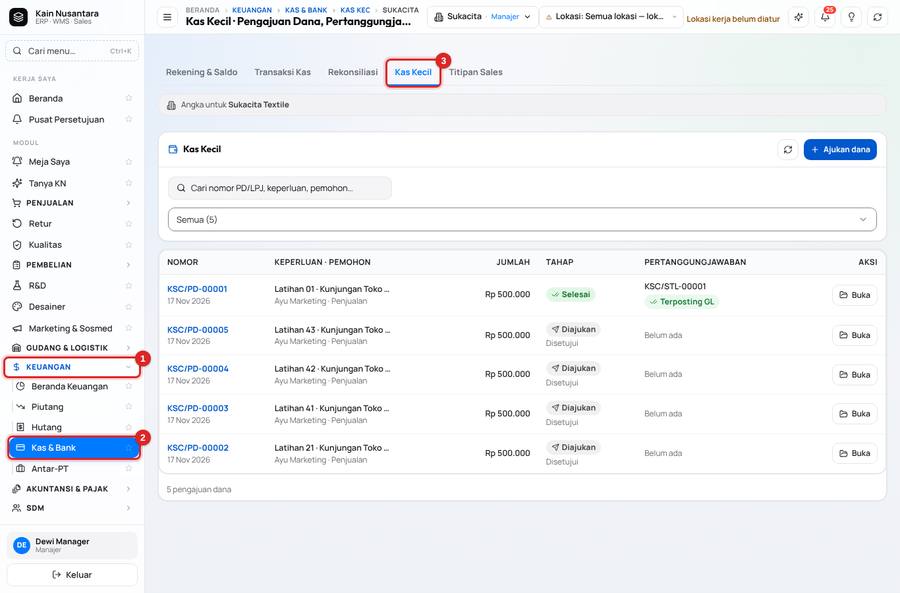 Kain Nusantara
ERP · WMS · Sales
Cari menu...
Ctrl+K
KERJA SAYA
Beranda
Pusat Persetujuan
MODUL
Meja Saya
Tanya KN
PENJUALAN
Retur
Kualitas
PEMBELIAN
R&D
Desainer
Marketing & Sosmed
GUDANG & LOGISTIK
KEUANGAN
1
Beranda Keuangan
Piutang
Hutang
Kas & Bank
2
Antar-PT
AKUNTANSI & PAJAK
SDM
DE
Dewi Manager
Manajer
Keluar
BERANDA › KEUANGAN › KAS & BANK › KAS KEC › SUKACITA
Kas Kecil · Pengajuan Dana, Pertanggungja...
Sukacita · Manajer
Lokasi: Semua lokasi — lok...
Lokasi kerja belum diatur
25
Rekening & Saldo
Transaksi Kas
Rekonsiliasi
Kas Kecil
3
Titipan Sales
Angka untuk Sukacita Textile
Kas Kecil
+ Ajukan dana
Cari nomor PD/LPJ, keperluan, pemohon...
Semua (5)
NOMOR KEPERLUAN · PEMOHON JUMLAH TAHAP PERTANGGUNGJAWABAN AKSI
KSC/PD-00001 Latihan 01 · Kunjungan Toko ... Rp 500.000 Selesai KSC/STL-00001 Buka
17 Nov 2026 Ayu Marketing · Penjualan Terposting GL
KSC/PD-00005 Latihan 43 · Kunjungan Toko ... Rp 500.000 Diajukan Belum ada Buka
17 Nov 2026 Ayu Marketing · Penjualan Disetujui
KSC/PD-00004 Latihan 42 · Kunjungan Toko ... Rp 500.000 Diajukan Belum ada Buka
17 Nov 2026 Ayu Marketing · Penjualan Disetujui
KSC/PD-00003 Latihan 41 · Kunjungan Toko ... Rp 500.000 Diajukan Belum ada Buka
17 Nov 2026 Ayu Marketing · Penjualan Disetujui
KSC/PD-00002 Latihan 21 · Kunjungan Toko ... Rp 500.000 Diajukan Belum ada Buka
17 Nov 2026 Ayu Marketing · Penjualan Disetujui
5 pengajuan dana